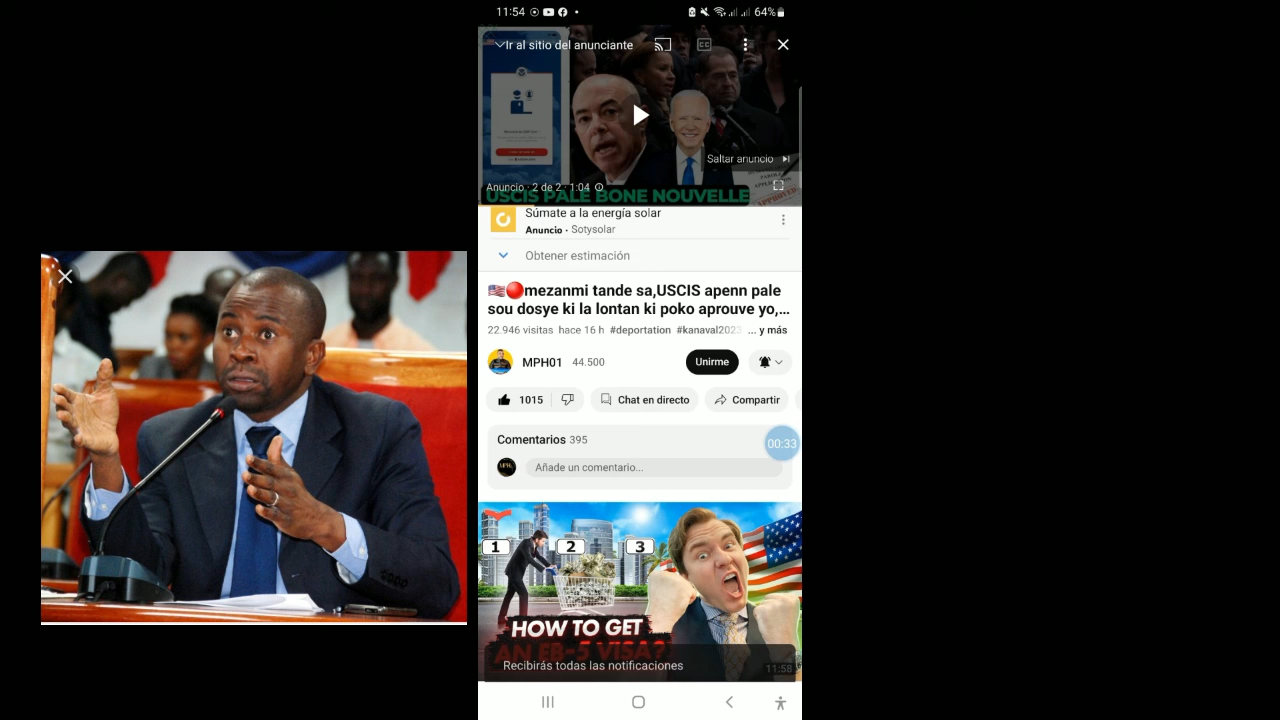 11:54
64%
Ir al sitio del anunciante
CC
Saltar anuncio
Anuncio · 2 de 2 · 1:04
USCIS PALE BONE NOUVELLE
APPROVED
Súmate a la energía solar
Anuncio · Sotysolar
Obtener estimación
🇺🇸🔴mezanmi tande sa,USCIS apenn pale
sou dosye ki la lontan ki poko aprouve yo,...
22.946 visitas hace 16 h #deportation #kanaval2023 ... y más
MPH01 44.500
Unirme
1015
Chat en directo
Compartir
Comentarios 395
00:33
Añade un comentario...
1 2 3
HOW TO GET
AN EB-5 VISA?
Recibirás todas las notificaciones
11:58